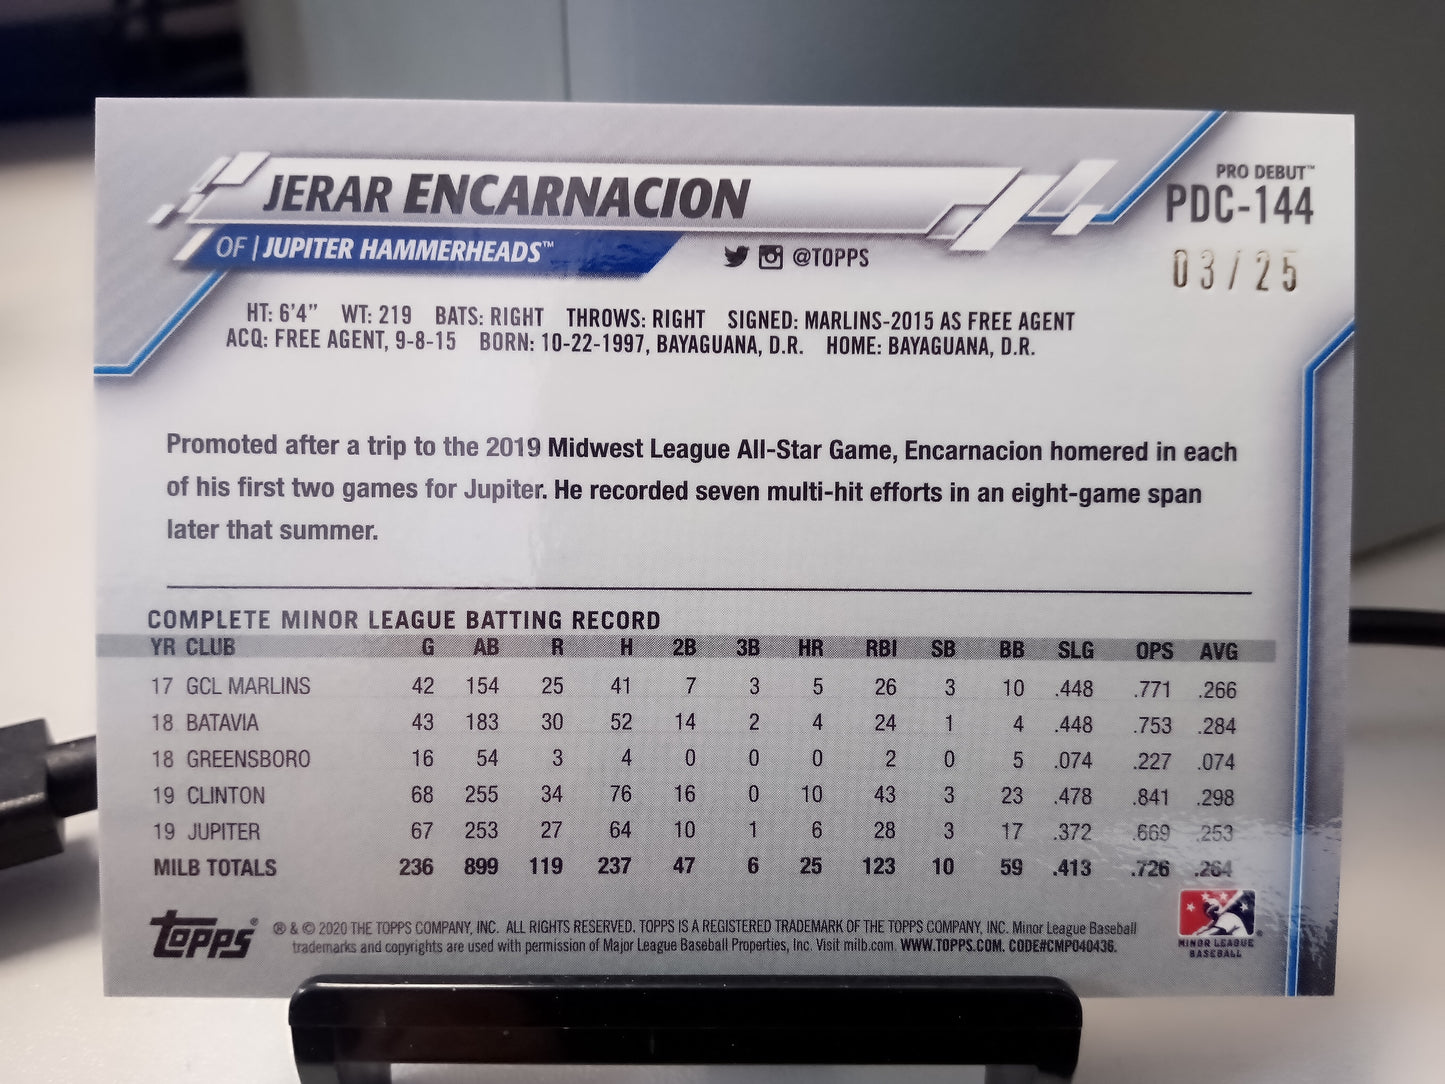 PRO DEBUT™
JERAR ENCARNACION
PDC-144
OF | JUPITER HAMMERHEADS™
@TOPPS
03/25
HT: 6'4" WT: 219 BATS: RIGHT THROWS: RIGHT SIGNED: MARLINS-2015 AS FREE AGENT
ACQ: FREE AGENT, 9-8-15 BORN: 10-22-1997, BAYAGUANA, D.R. HOME: BAYAGUANA, D.R.
Promoted after a trip to the 2019 Midwest League All-Star Game, Encarnacion homered in each
of his first two games for Jupiter. He recorded seven multi-hit efforts in an eight-game span
later that summer.
COMPLETE MINOR LEAGUE BATTING RECORD
YR CLUB G AB R H 2B 3B HR RBI SB BB SLG OPS AVG
17 GCL MARLINS 42 154 25 41 7 3 5 26 3 10 .448 .771 .266
18 BATAVIA 43 183 30 52 14 2 4 24 1 4 .448 .753 .284
18 GREENSBORO 16 54 3 4 0 0 0 2 0 5 .074 .227 .074
19 CLINTON 68 255 34 76 16 0 10 43 3 23 .478 .841 .298
19 JUPITER 67 253 27 64 10 1 6 28 3 17 .372 .669 .253
MILB TOTALS 236 899 119 237 47 6 25 123 10 59 .413 .726 .264
TOPPS®
® & © 2020 THE TOPPS COMPANY, INC. ALL RIGHTS RESERVED. TOPPS IS A REGISTERED TRADEMARK OF THE TOPPS COMPANY, INC. Minor League Baseball
trademarks and copyrights are used with permission of Major League Baseball Properties, Inc. Visit milb.com. WWW.TOPPS.COM. CODE#CMP040436.
MINOR LEAGUE
BASEBALL